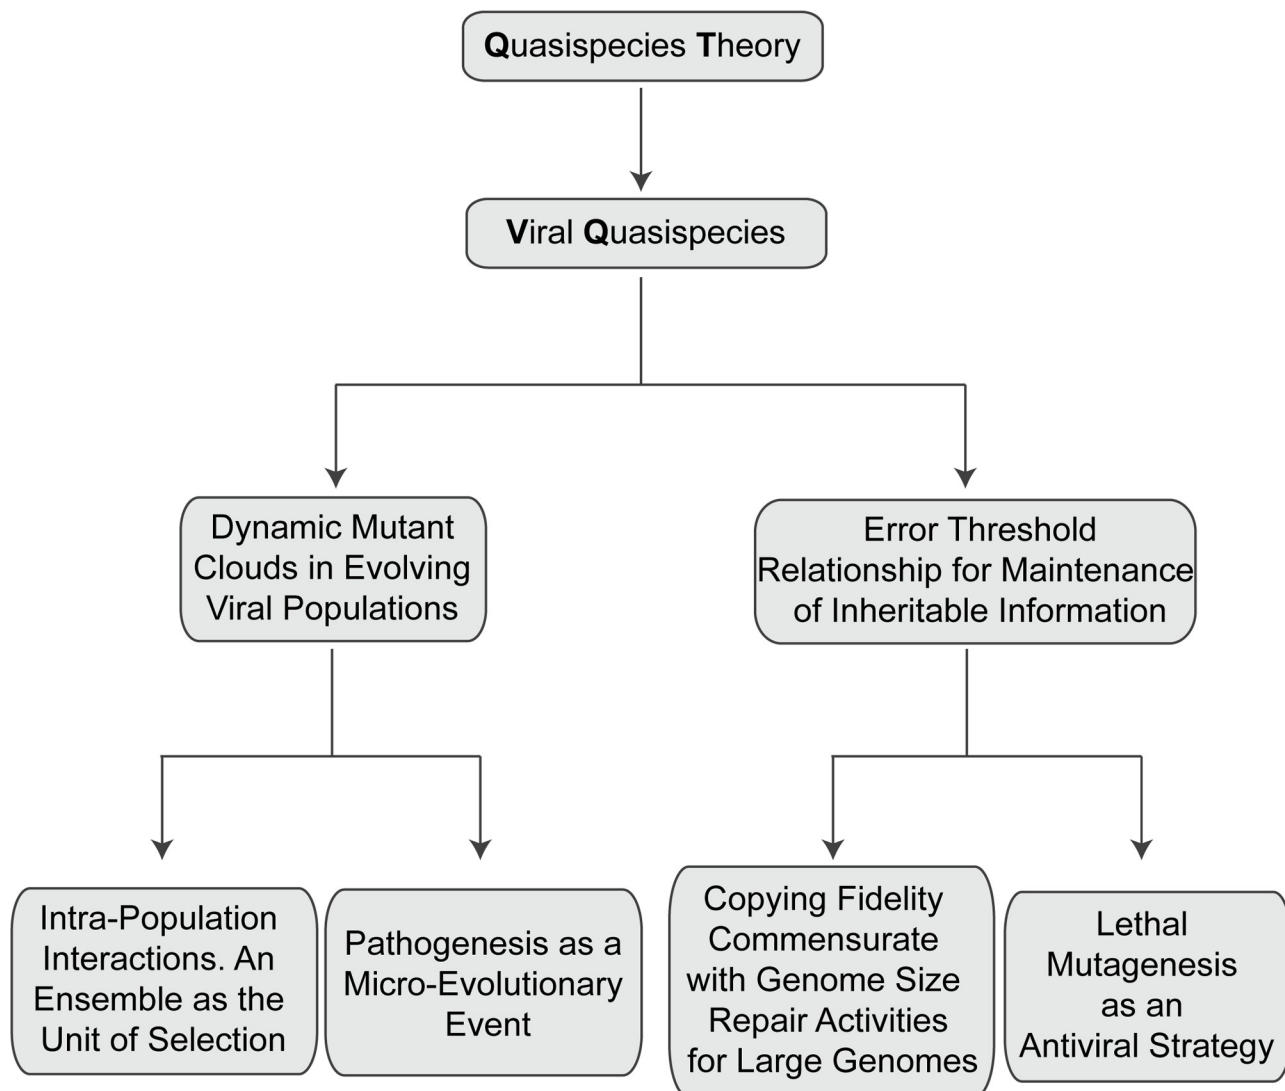 Quasispecies Theory
Viral Quasispecies
Dynamic Mutant
Clouds in Evolving
Viral Populations
Error Threshold
Relationship for Maintenance
of Inheritable Information
Intra-Population
Interactions. An
Ensemble as the
Unit of Selection
Pathogenesis as a
Micro-Evolutionary
Event
Copying Fidelity
Commensurate
with Genome Size
Repair Activities
for Large Genomes
Lethal
Mutagenesis
as an
Antiviral Strategy